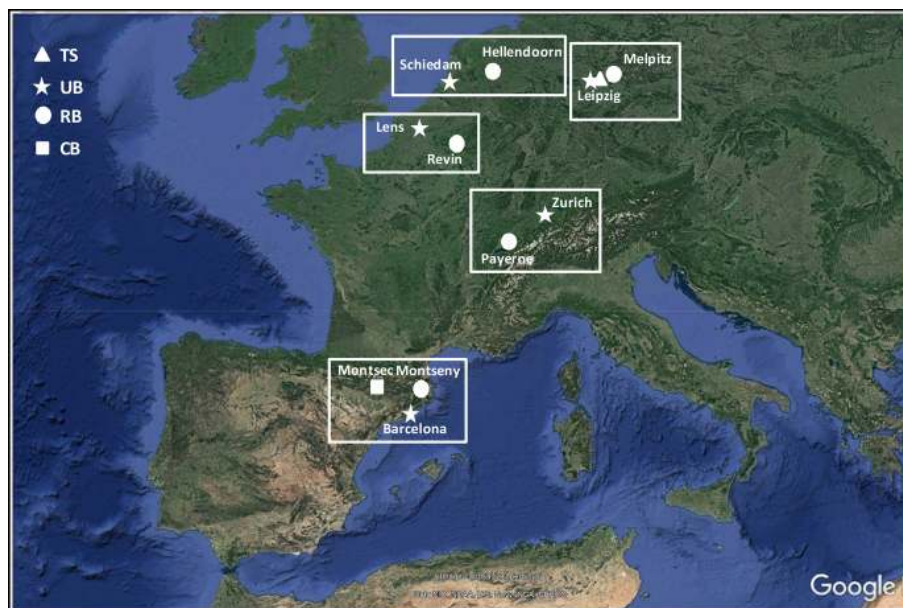 TS
UB
RB
CB
Schiedam
Hellendoorn
Melpitz
Leipzig
Lens
Revin
Zurich
Payerne
Montsec Montseny
Barcelona
Google